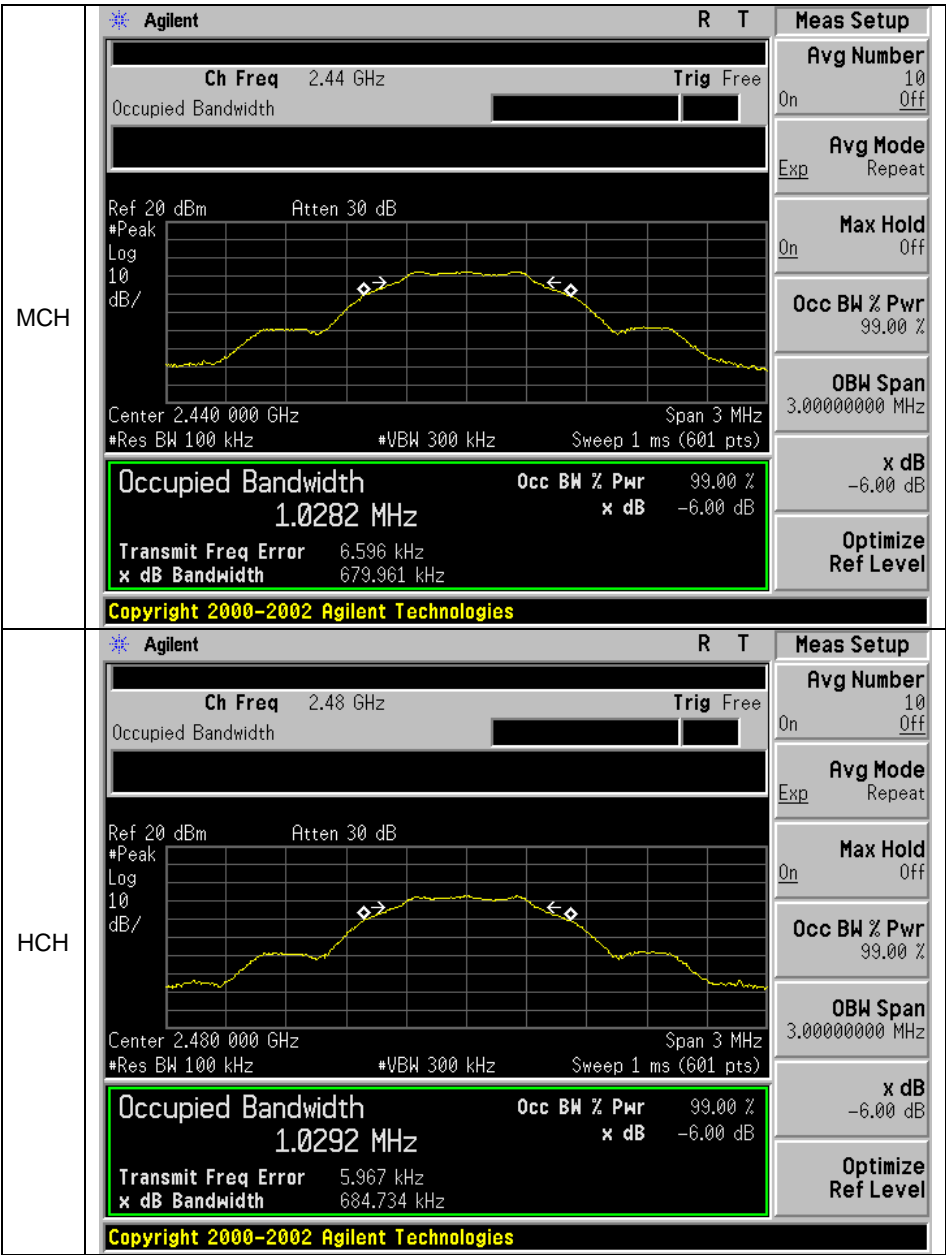 MCH
Agilent R T Meas Setup
Ch Freq 2.44 GHz Trig Free
Occupied Bandwidth
Ref 20 dBm Atten 30 dB
#Peak
Log
10
dB/
Center 2.440 000 GHz Span 3 MHz
#Res BW 100 kHz #VBW 300 kHz Sweep 1 ms (601 pts)
Occupied Bandwidth Occ BW % Pwr 99.00 %
1.0282 MHz x dB -6.00 dB
Transmit Freq Error 6.596 kHz
x dB Bandwidth 679.961 kHz
Copyright 2000-2002 Agilent Technologies
Avg Number
10
On Off
Avg Mode
Exp Repeat
Max Hold
On Off
Occ BW % Pwr
99.00 %
OBW Span
3.00000000 MHz
x dB
-6.00 dB
Optimize
Ref Level
HCH
Agilent R T Meas Setup
Ch Freq 2.48 GHz Trig Free
Occupied Bandwidth
Ref 20 dBm Atten 30 dB
#Peak
Log
10
dB/
Center 2.480 000 GHz Span 3 MHz
#Res BW 100 kHz #VBW 300 kHz Sweep 1 ms (601 pts)
Occupied Bandwidth Occ BW % Pwr 99.00 %
1.0292 MHz x dB -6.00 dB
Transmit Freq Error 5.967 kHz
x dB Bandwidth 684.734 kHz
Copyright 2000-2002 Agilent Technologies
Avg Number
10
On Off
Avg Mode
Exp Repeat
Max Hold
On Off
Occ BW % Pwr
99.00 %
OBW Span
3.00000000 MHz
x dB
-6.00 dB
Optimize
Ref Level